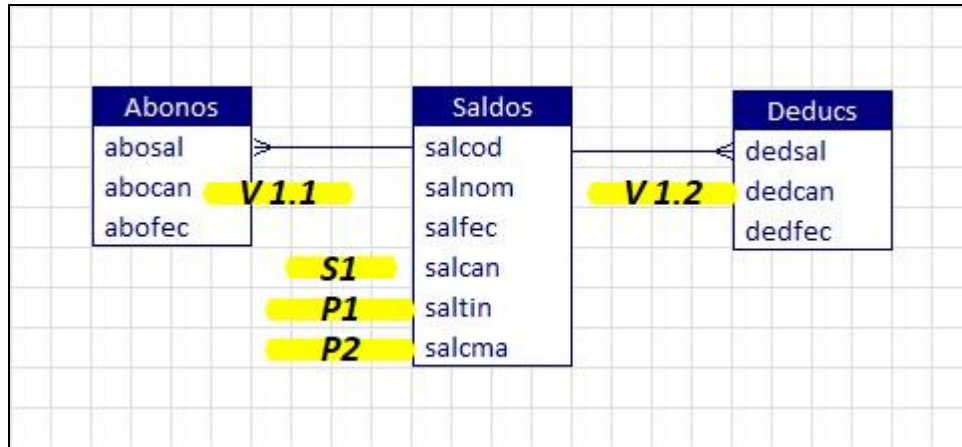 Abonos
abosal
abocan
abofec
V 1.1
Saldos
salcod
salnom
salfec
salcan
saltin
salcma
S1
P1
P2
Deducs
dedsal
dedcan
dedfec
V 1.2